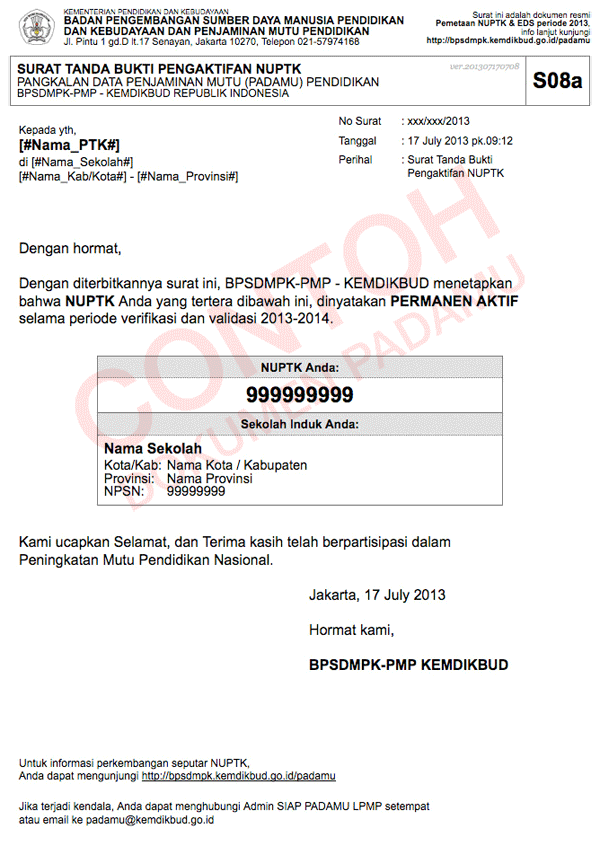 KEMENTERIAN PENDIDIKAN DAN KEBUDAYAAN
BADAN PENGEMBANGAN SUMBER DAYA MANUSIA PENDIDIKAN
DAN KEBUDAYAAN DAN PENJAMINAN MUTU PENDIDIKAN
Jl. Pintu 1 gd.D lt.17 Senayan, Jakarta 10270, Telepon 021-57974168
Surat ini adalah dokumen resmi
Pemetaan NUPTK & EDS periode 2013,
info lanjut kunjungi
http://bpsdmpk.kemdikbud.go.id/padamu
SURAT TANDA BUKTI PENGAKTIFAN NUPTK
PANGKALAN DATA PENJAMINAN MUTU (PADAMU) PENDIDIKAN
BPSDMPK-PMP - KEMDIKBUD REPUBLIK INDONESIA
ver.201307170708
S08a
Kepada yth,
[#Nama_PTK#]
di [#Nama_Sekolah#]
[#Nama_Kab/Kota#] - [#Nama_Provinsi#]
No Surat : xxx/xxx/2013
Tanggal : 17 July 2013 pk.09:12
Perihal : Surat Tanda Bukti
Pengaktifan NUPTK
CONTOH
DOKUMEN PADAMU
Dengan hormat,
Dengan diterbitkannya surat ini, BPSDMPK-PMP - KEMDIKBUD menetapkan
bahwa NUPTK Anda yang tertera dibawah ini, dinyatakan PERMANEN AKTIF
selama periode verifikasi dan validasi 2013-2014.
NUPTK Anda:
999999999
Sekolah Induk Anda:
Nama Sekolah
Kota/Kab: Nama Kota / Kabupaten
Provinsi: Nama Provinsi
NPSN: 99999999
Kami ucapkan Selamat, dan Terima kasih telah berpartisipasi dalam
Peningkatan Mutu Pendidikan Nasional.
Jakarta, 17 July 2013
Hormat kami,
BPSDMPK-PMP KEMDIKBUD
Untuk informasi perkembangan seputar NUPTK,
Anda dapat mengunjungi http://bpsdmpk.kemdikbud.go.id/padamu
Jika terjadi kendala, Anda dapat menghubungi Admin SIAP PADAMU LPMP setempat
atau email ke padamu@kemdikbud.go.id